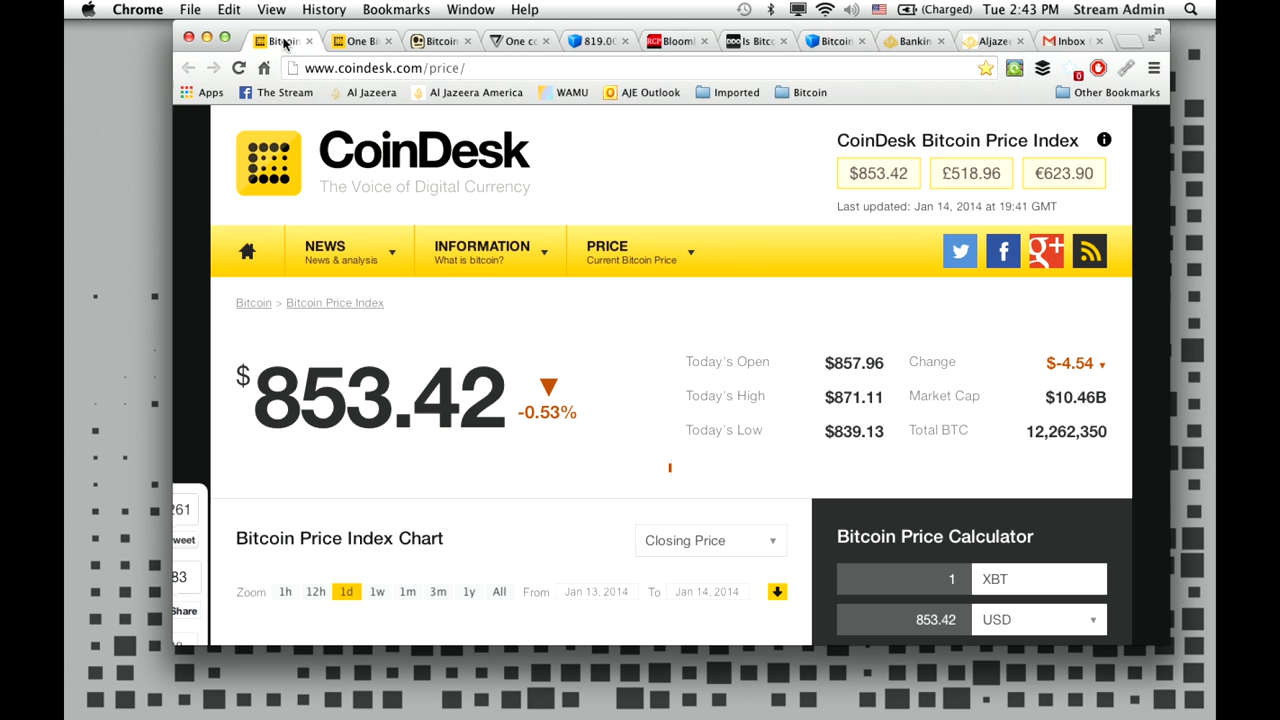 Chrome File Edit View History Bookmarks Window Help (Charged) Tue 2:43 PM Stream Admin
Bitcoin One Bi Bitcoin One co 819.0 Bloom Is Bitc Bitcoin Bankin Aljaze Inbox
www.coindesk.com/price/
0
Apps The Stream Al Jazeera Al Jazeera America WAMU AJE Outlook Imported Bitcoin Other Bookmarks
CoinDesk
The Voice of Digital Currency
CoinDesk Bitcoin Price Index
$853.42 £518.96 €623.90
Last updated: Jan 14, 2014 at 19:41 GMT
NEWS
News & analysis
INFORMATION
What is bitcoin?
PRICE
Current Bitcoin Price
Bitcoin > Bitcoin Price Index
$853.42
-0.53%
Today's Open $857.96 Change $-4.54
Today's High $871.11 Market Cap $10.46B
Today's Low $839.13 Total BTC 12,262,350
261
weet
83
Share
Bitcoin Price Index Chart
Closing Price
Zoom 1h 12h 1d 1w 1m 3m 1y All From Jan 13, 2014 To Jan 14, 2014
Bitcoin Price Calculator
1 XBT
853.42 USD